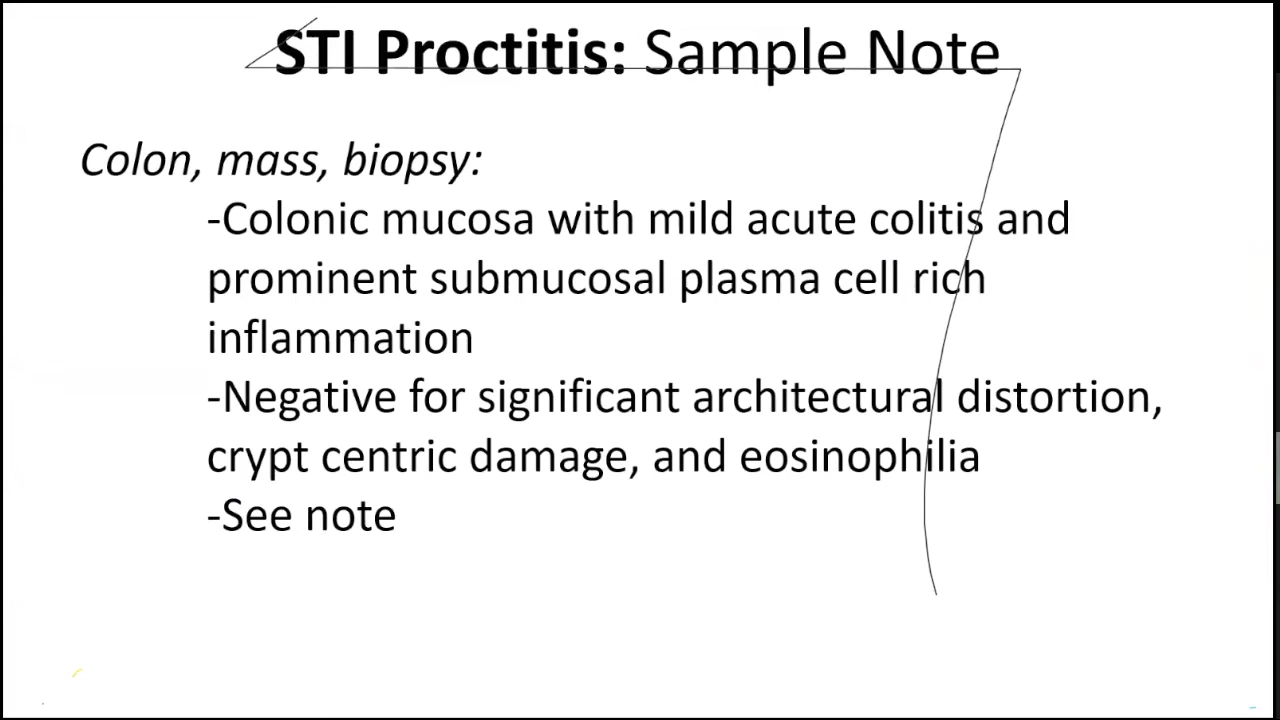 STI Proctitis: Sample Note
Colon, mass, biopsy:
-Colonic mucosa with mild acute colitis and
prominent submucosal plasma cell rich
inflammation
-Negative for significant architectural distortion,
crypt centric damage, and eosinophilia
-See note